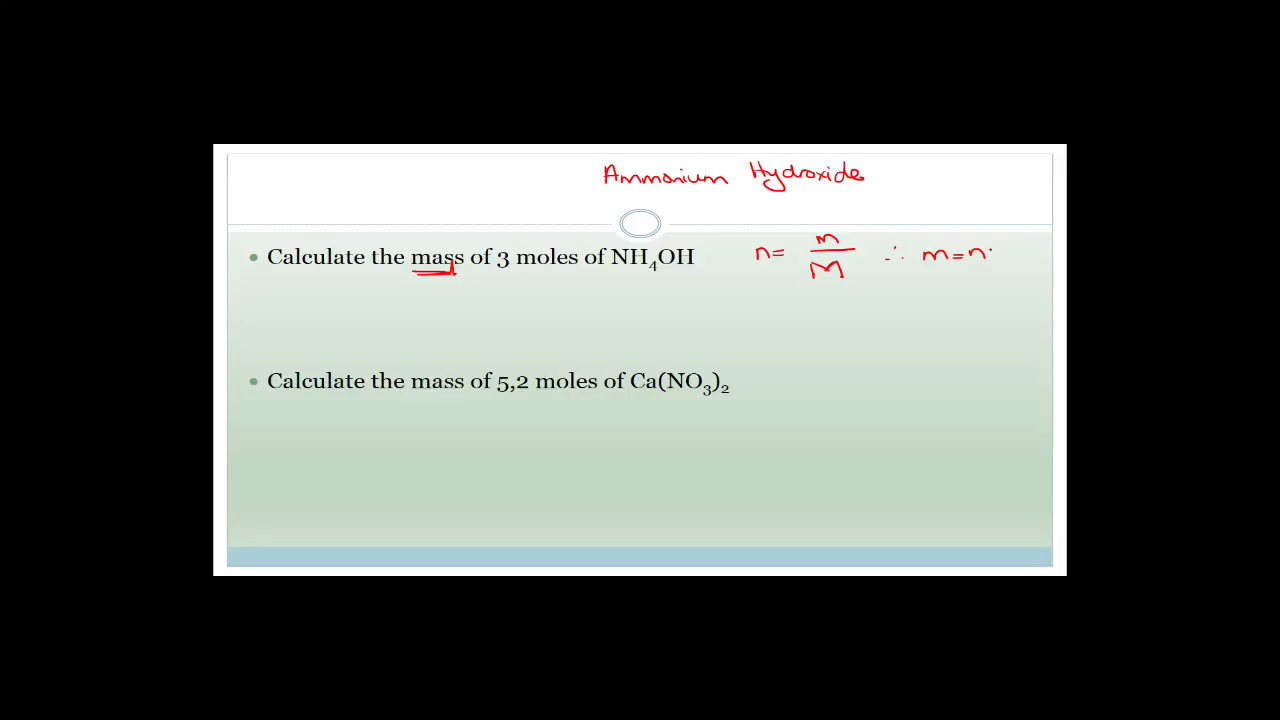 Ammonium Hydroxide
• Calculate the mass of 3 moles of NH₄OH n= m/M ∴ m=n·
• Calculate the mass of 5,2 moles of Ca(NO₃)₂